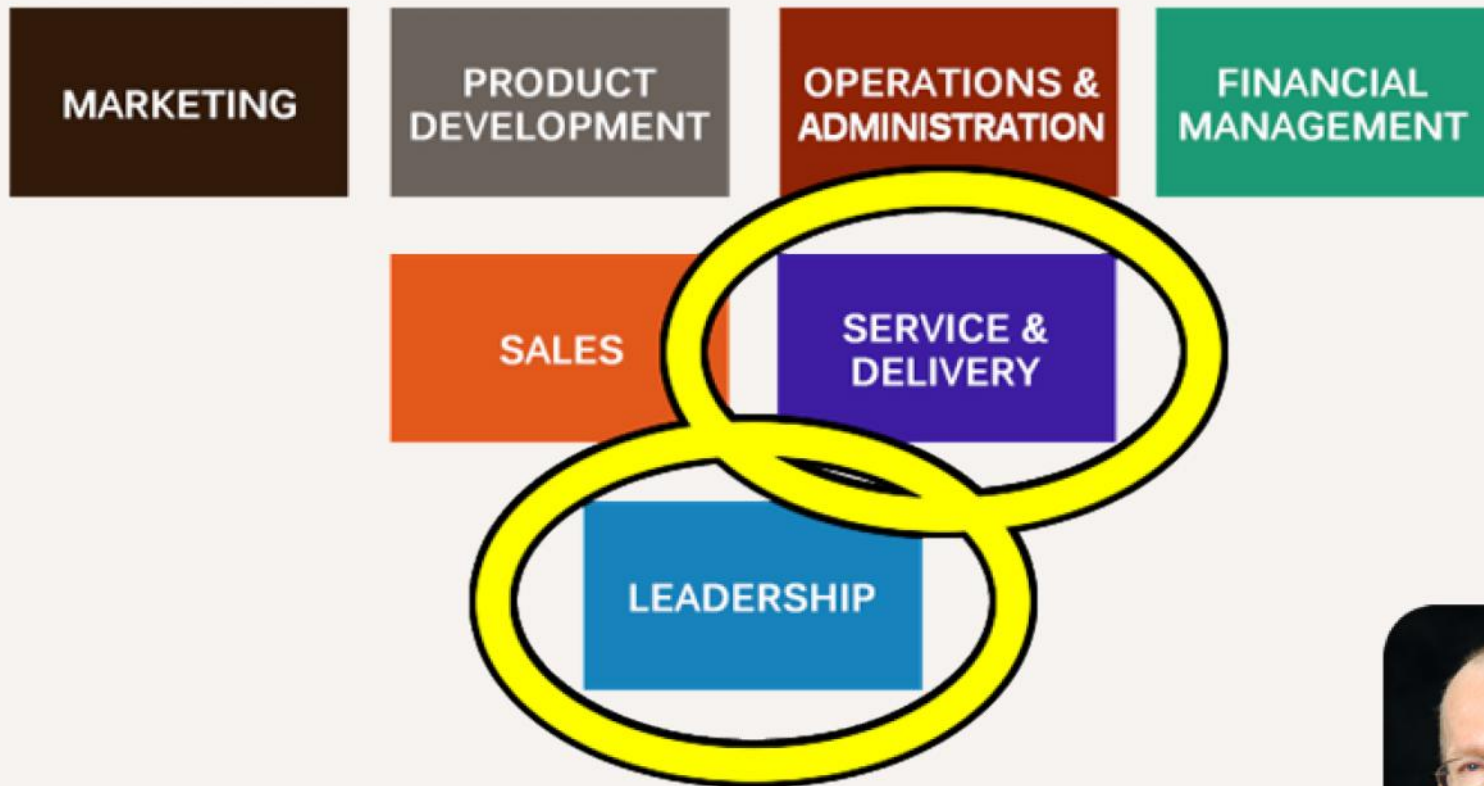 MARKETING
PRODUCT
DEVELOPMENT
OPERATIONS &
ADMINISTRATION
FINANCIAL
MANAGEMENT
SALES
SERVICE &
DELIVERY
LEADERSHIP